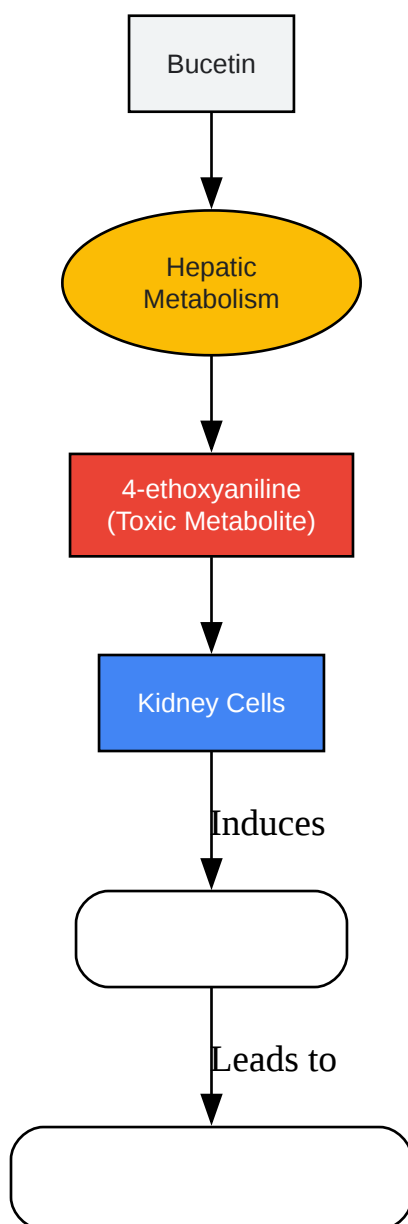 Bucetin
Hepatic
Metabolism
4-ethoxyaniline
(Toxic Metabolite)
Kidney Cells
Induces
Leads to